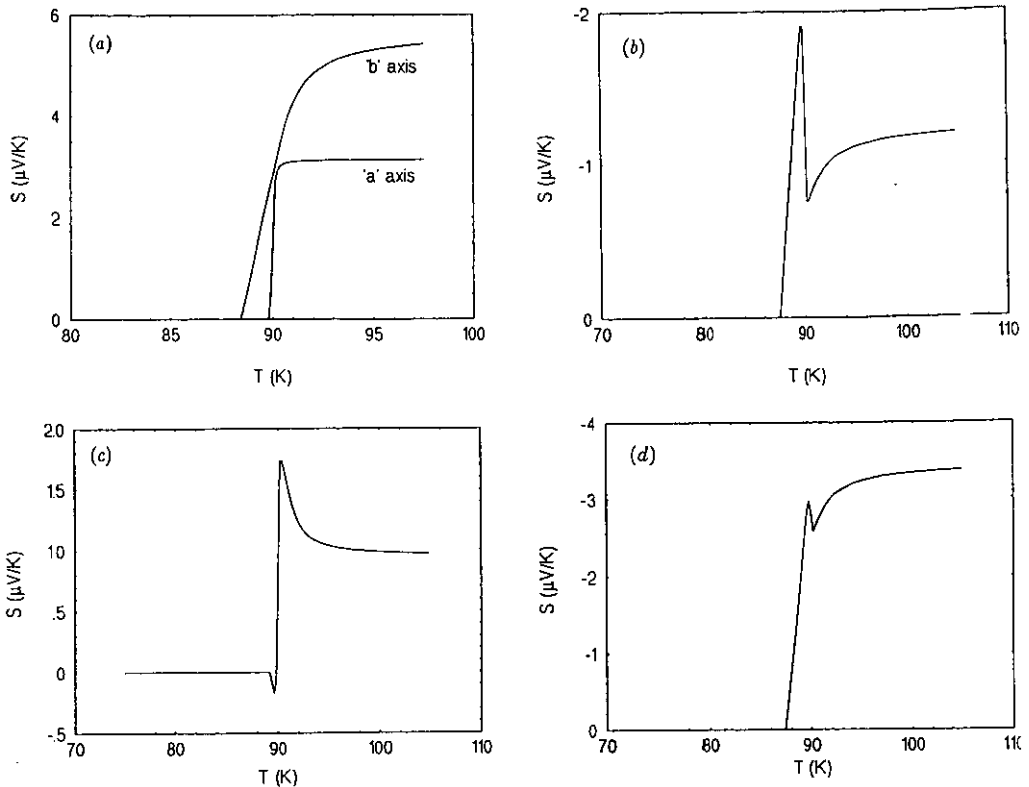 (a)
6
4
2
0
S (μV/K)
'b' axis
'a' axis
80 85 90 95 100
T (K)
(b)
-2
-1
0
S (μV/K)
70 80 90 100 110
T (K)
(c)
2.0
1.5
1.0
.5
0
-.5
S (μV/K)
70 80 90 100 110
T (K)
(d)
-4
-3
-2
-1
0
S (μV/K)
70 80 90 100 110
T (K)